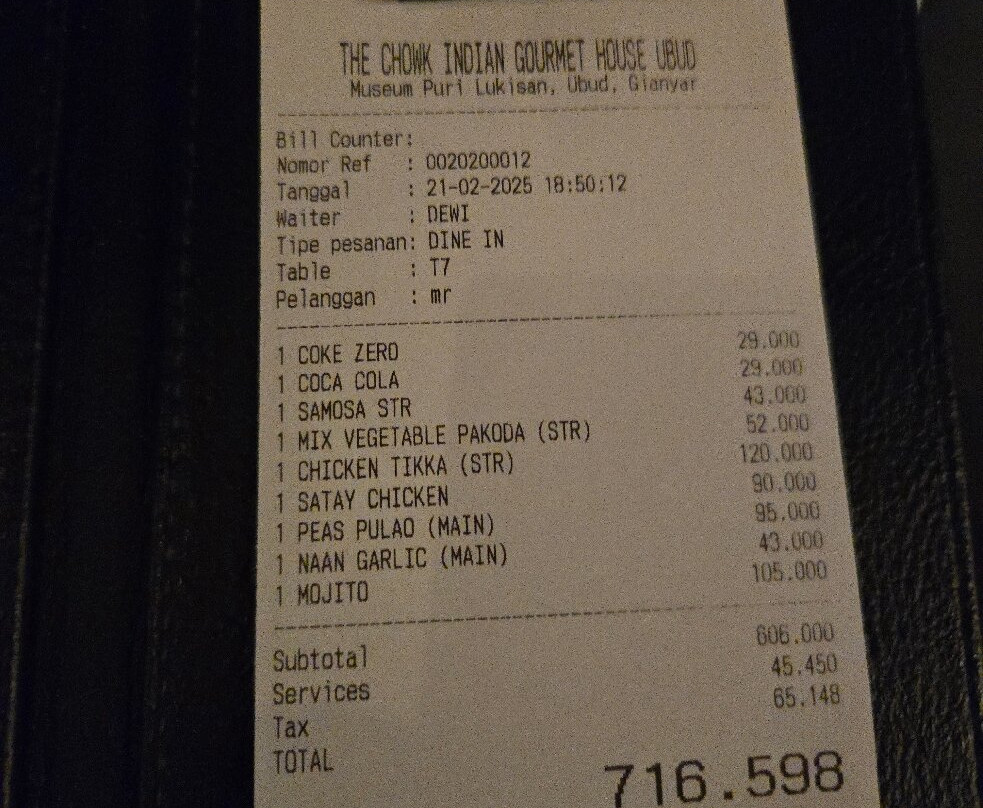 THE CHOWK INDIAN GOURMET HOUSE UBUD
Museum Puri Lukisan, Ubud, Gianyar
Bill Counter:
Nomor Ref : 0020200012
Tanggal : 21-02-2025 18:50:12
Waiter : DEWI
Tipe pesanan: DINE IN
Table : T7
Pelanggan : mr
1 COKE ZERO 29.000
1 COCA COLA 29.000
1 SAMOSA STR 43.000
1 MIX VEGETABLE PAKODA (STR) 52.000
1 CHICKEN TIKKA (STR) 120.000
1 SATAY CHICKEN 90.000
1 PEAS PULAO (MAIN) 95.000
1 NAAN GARLIC (MAIN) 43.000
1 MOJITO 105.000
Subtotal 606.000
Services 45.450
Tax 65.148
TOTAL 716.598